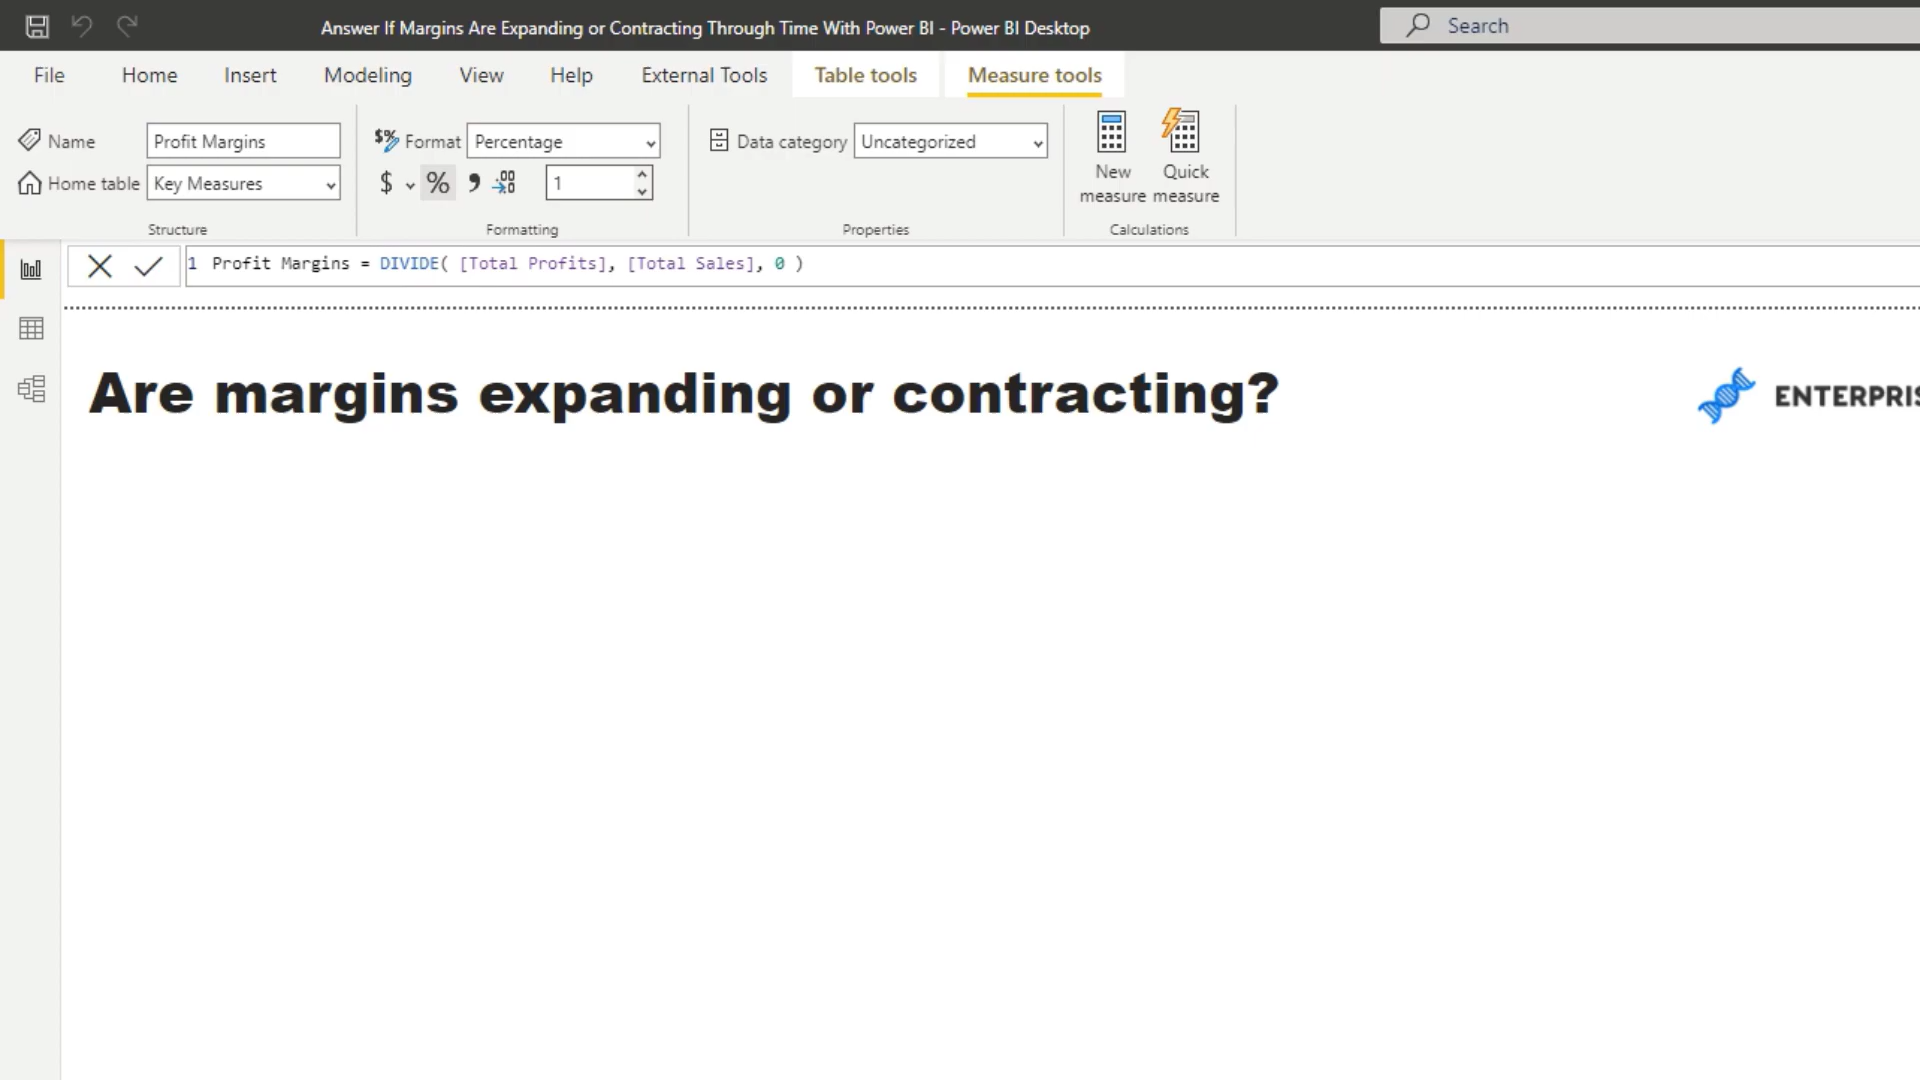 Answer If Margins Are Expanding or Contracting Through Time With Power BI - Power BI Desktop
Search
File Home Insert Modeling View Help External Tools Table tools Measure tools
Name Profit Margins
Format Percentage
Data category Uncategorized
New measure
Quick measure
Home table Key Measures
$ % 1
Structure Formatting Properties Calculations
1 Profit Margins = DIVIDE( [Total Profits], [Total Sales], 0 )
Are margins expanding or contracting?
ENTERPRIS